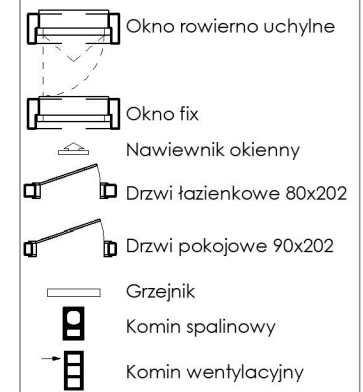 Okno rowierno uchylne
Okno fix
Nawiewnik okienny
Drzwi łazienkowe 80x202
Drzwi pokojowe 90x202
Grzejnik
Komin spalinowy
Komin wentylacyjny